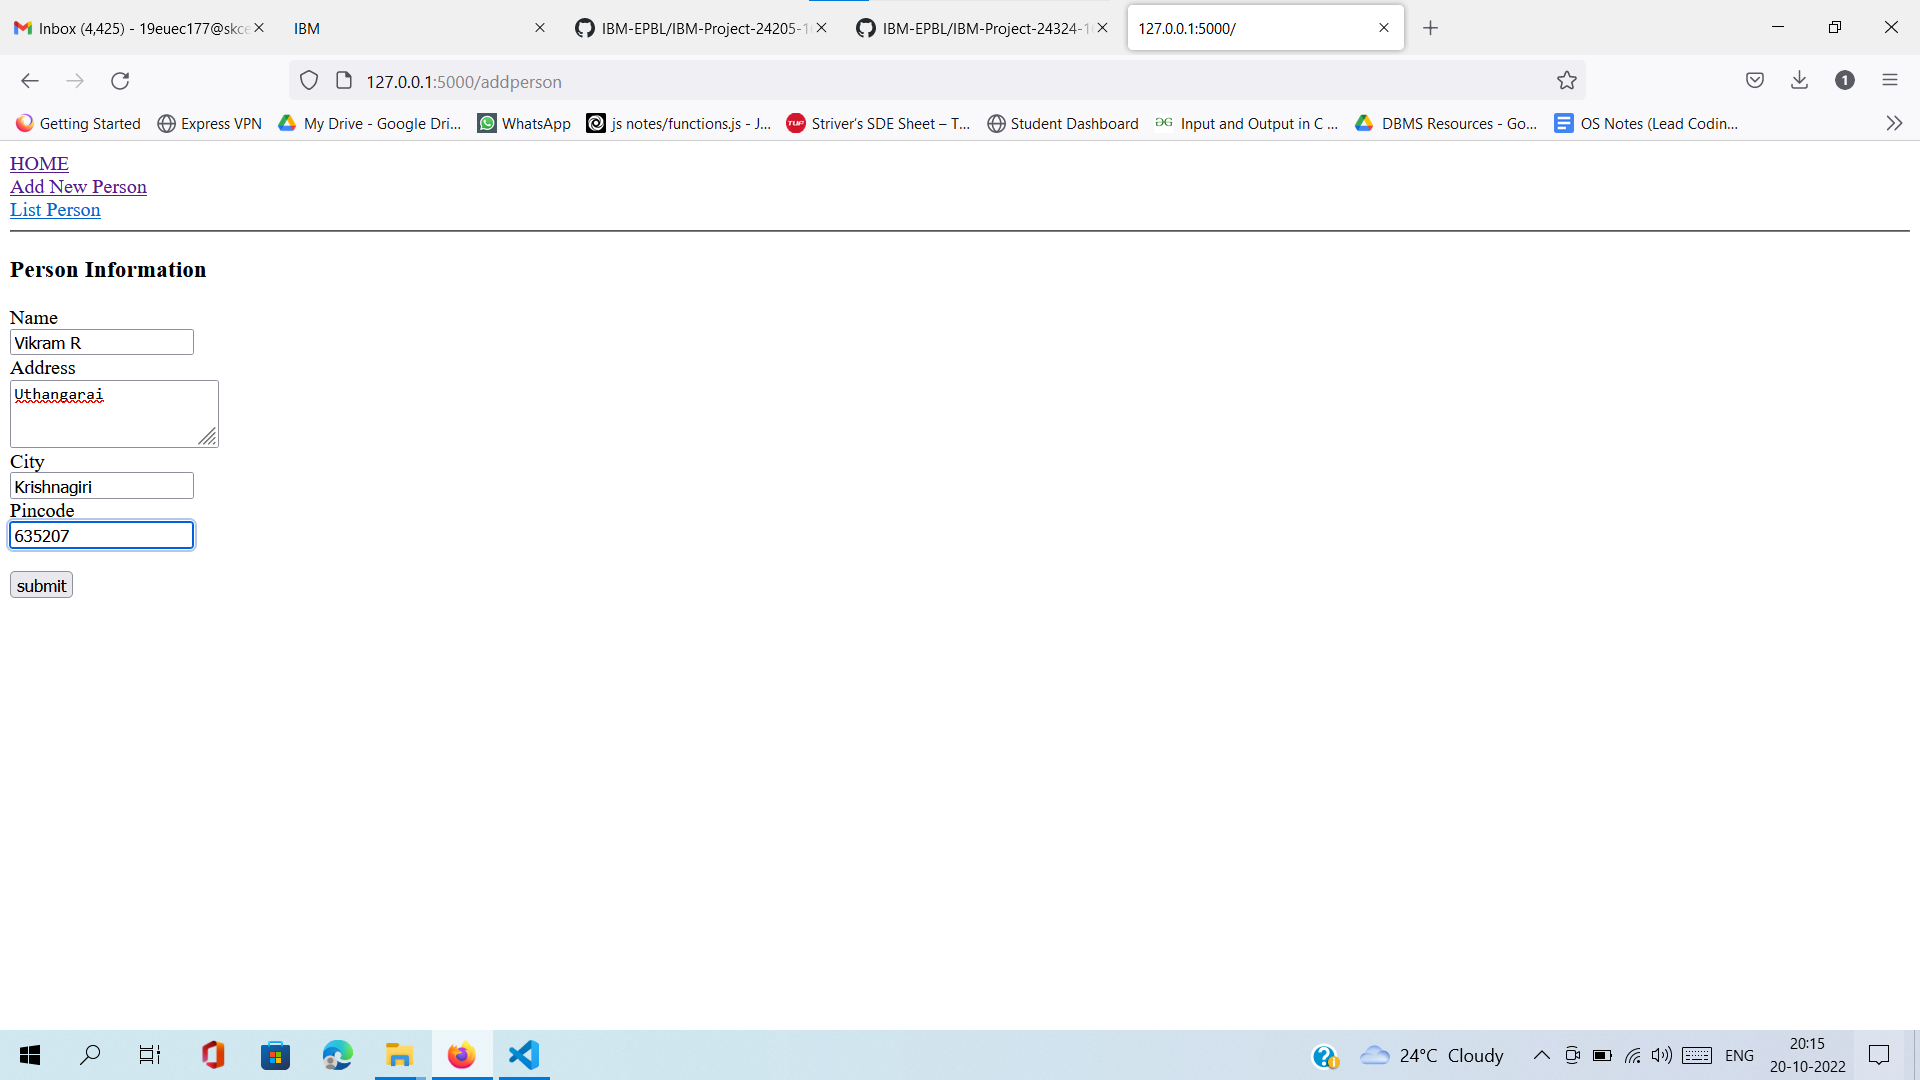 Inbox (4,425) - 19euec177@skce
IBM
IBM-EPBL/IBM-Project-24205-1
IBM-EPBL/IBM-Project-24324-1
127.0.0.1:5000/
127.0.0.1:5000/addperson
1
Getting Started
Express VPN
My Drive - Google Dri...
WhatsApp
js notes/functions.js - J...
TUF
Striver's SDE Sheet – T...
Student Dashboard
Input and Output in C ...
DBMS Resources - Go...
OS Notes (Lead Codin...
HOME
Add New Person
List Person
Person Information
Name
Vikram R
Address
Uthangarai
City
Krishnagiri
Pincode
635207
submit
24°C Cloudy
ENG
20:15
20-10-2022